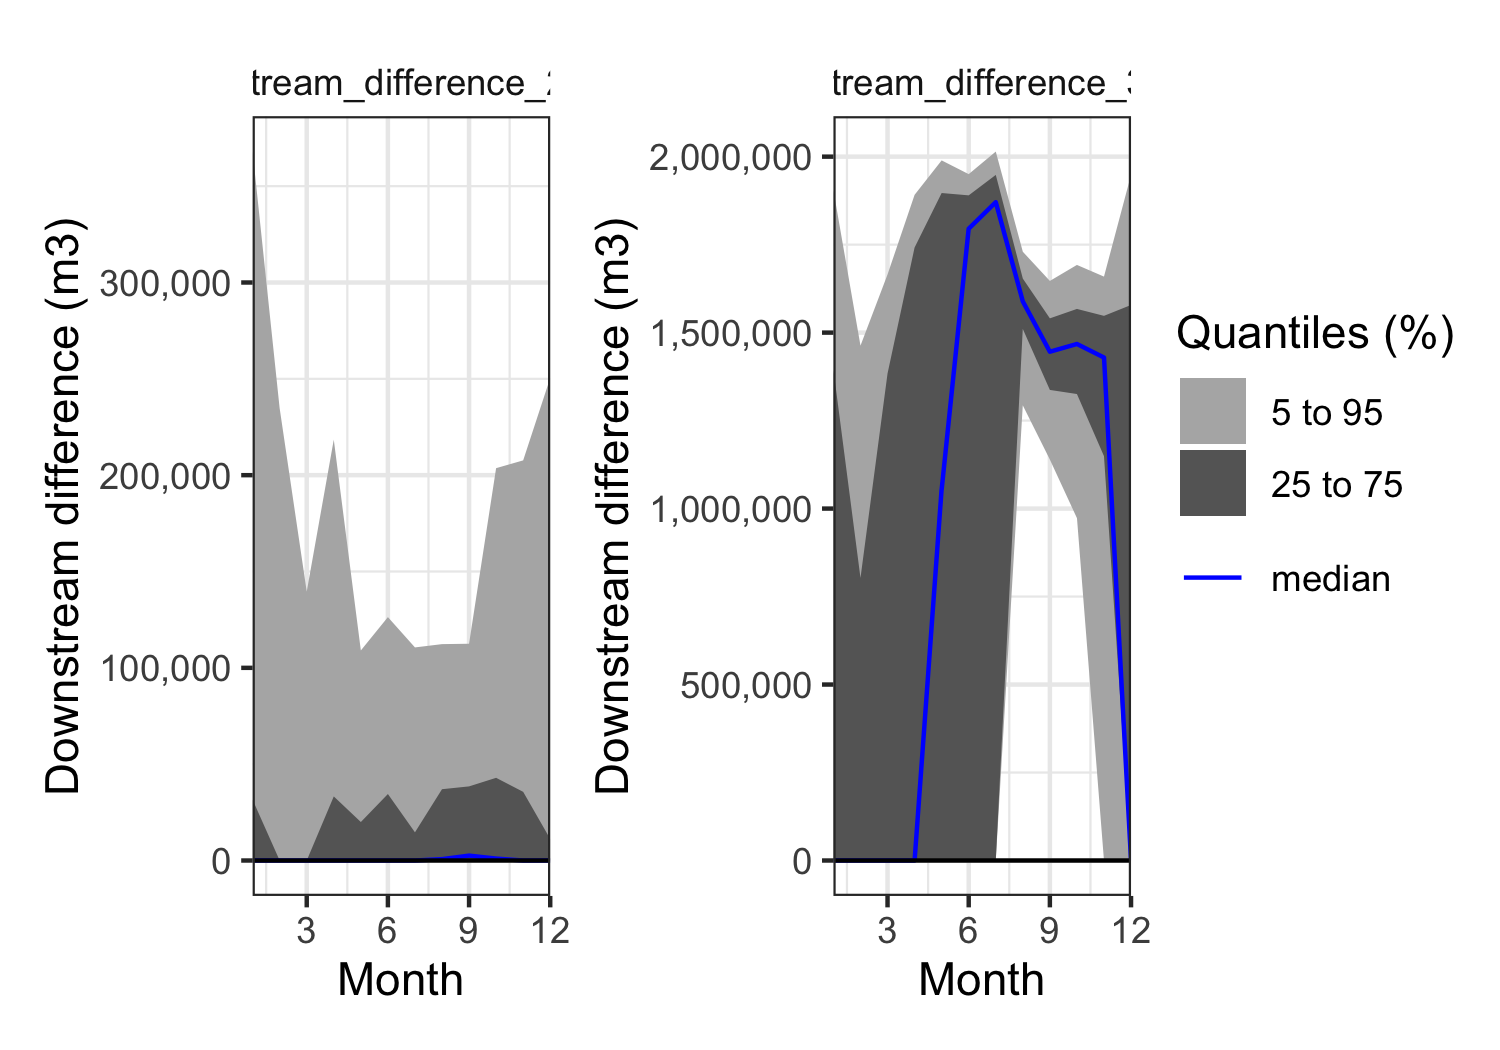 tream_difference_2
tream_difference_3
Downstream difference (m3)
300,000
200,000
100,000
0
3 6 9 12
Month
Downstream difference (m3)
2,000,000
1,500,000
1,000,000
500,000
0
3 6 9 12
Month
Quantiles (%)
5 to 95
25 to 75
median